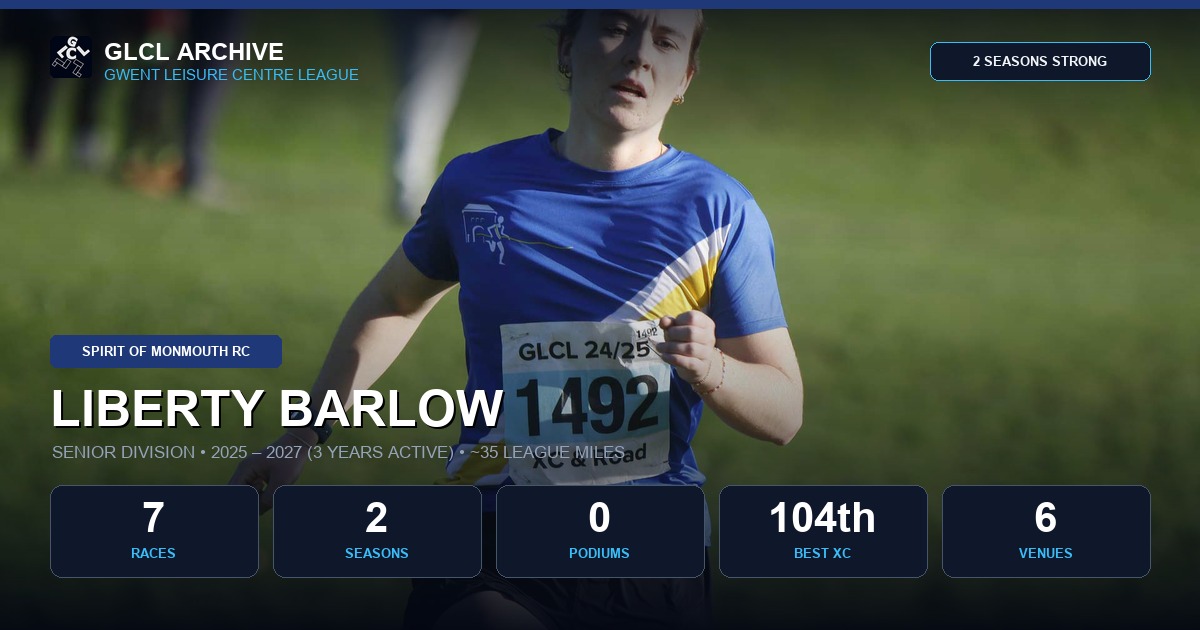 GC
GLCL ARCHIVE
GWENT LEISURE CENTRE LEAGUE
2 SEASONS STRONG
1492
GLCL 24/25
1492
XC & Road
SPIRIT OF MONMOUTH RC
LIBERTY BARLOW
SENIOR DIVISION • 2025 – 2027 (3 YEARS ACTIVE) • ~35 LEAGUE MILES
7
RACES
2
SEASONS
0
PODIUMS
104th
BEST XC
6
VENUES